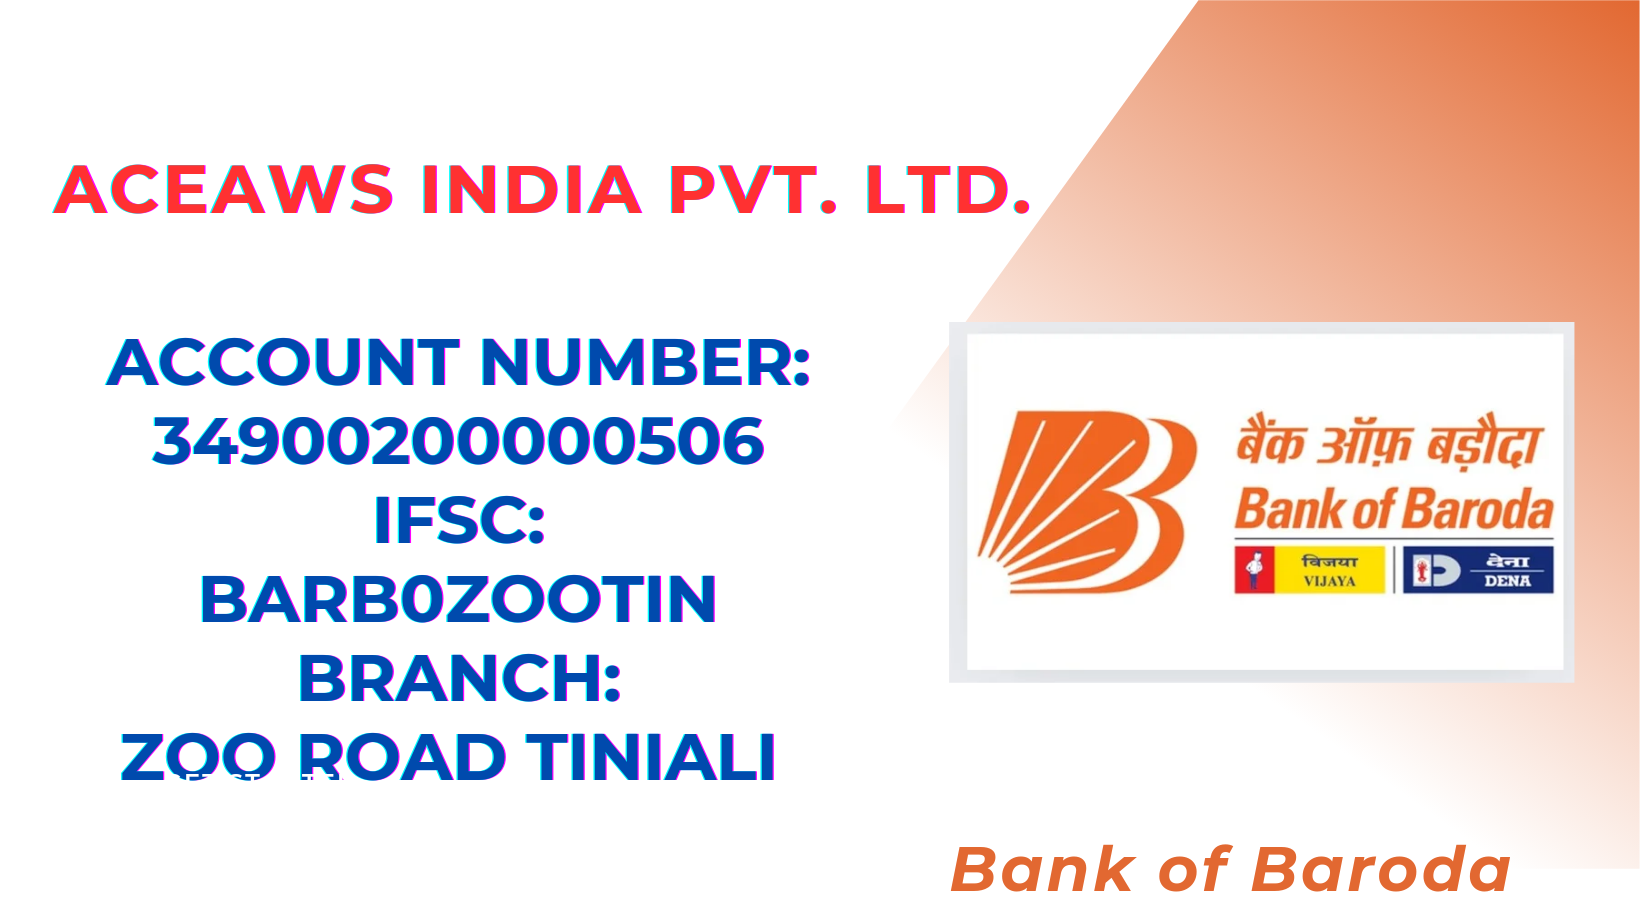 ACEAWS INDIA PVT. LTD.
ACCOUNT NUMBER:
34900200000506
IFSC:
BARB0ZOOTIN
BRANCH:
ZOO ROAD TINIALI
बैंक ऑफ़ बड़ौदा
Bank of Baroda
विजया
VIJAYA
देना
DENA
Bank of Baroda